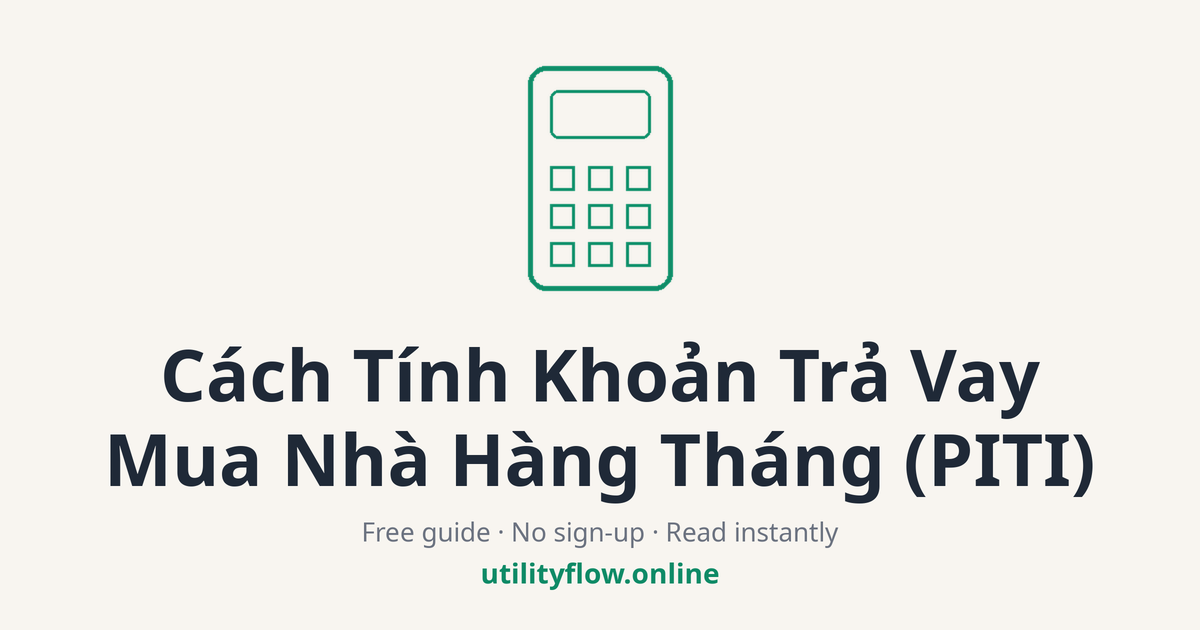 Cách Tính Khoản Trả Vay
Mua Nhà Hàng Tháng (PITI)
Free guide · No sign-up · Read instantly
utilityflow.online